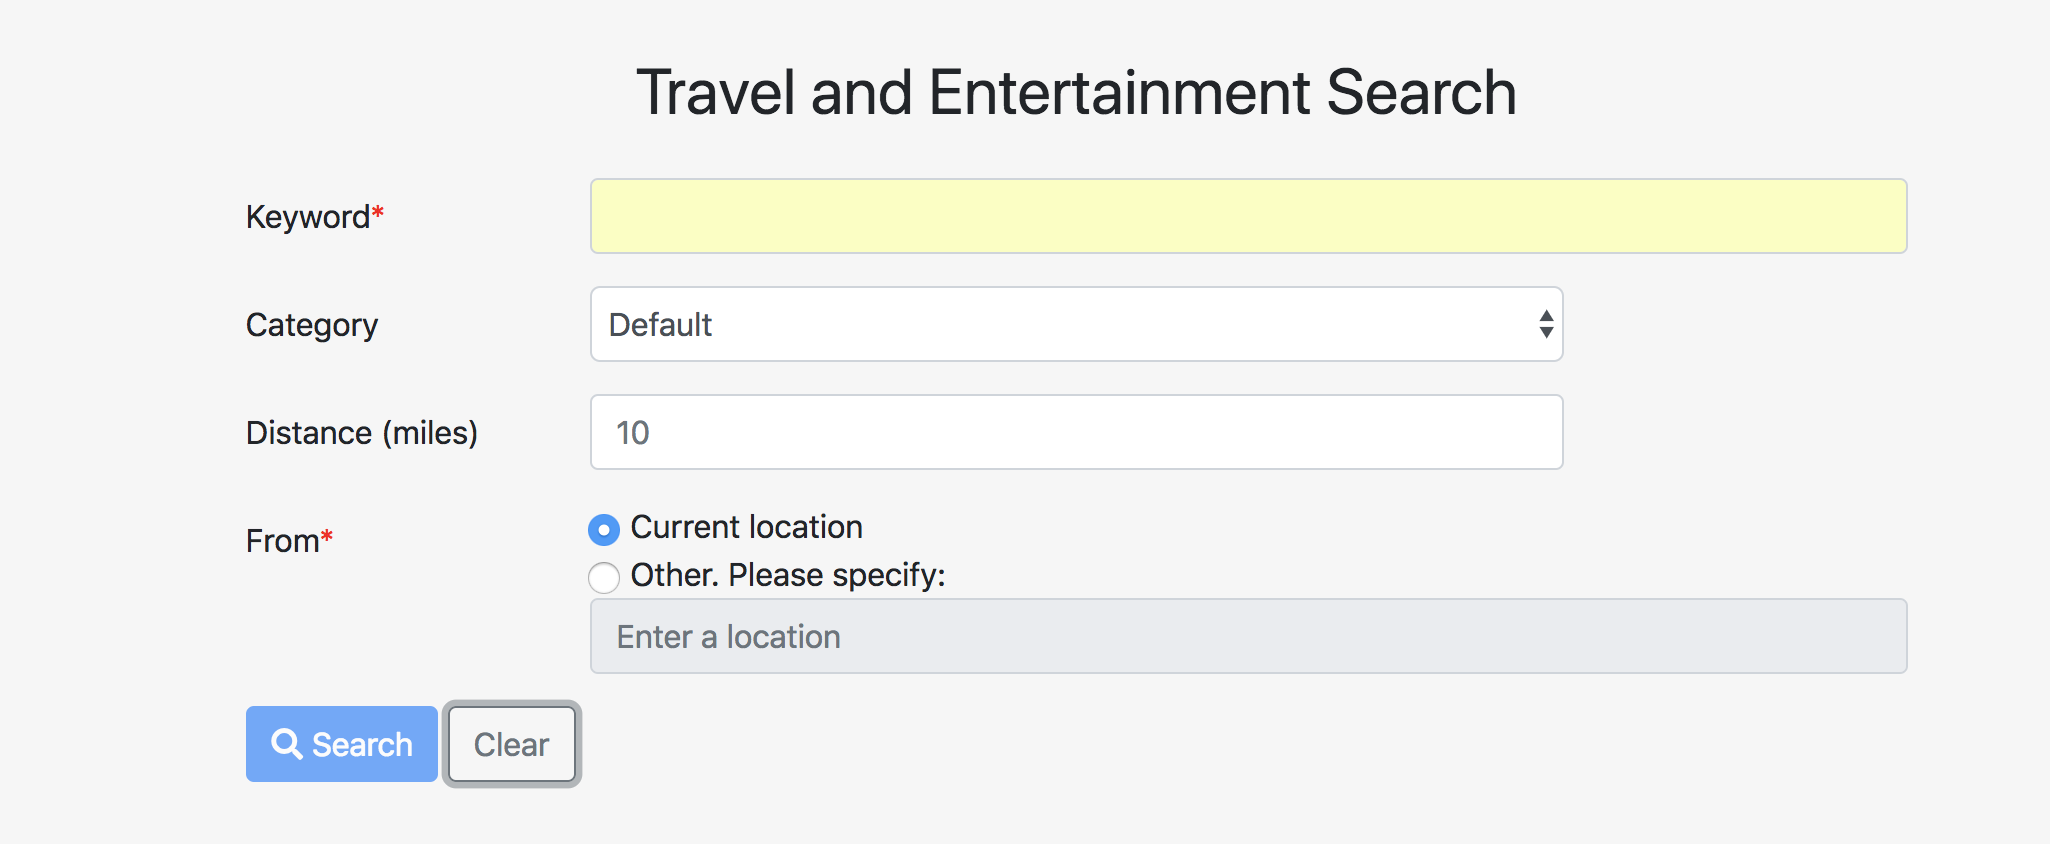 Travel and Entertainment Search
Keyword*
Category
Default
Distance (miles)
10
From*
Current location
Other. Please specify:
Enter a location
Search
Clear